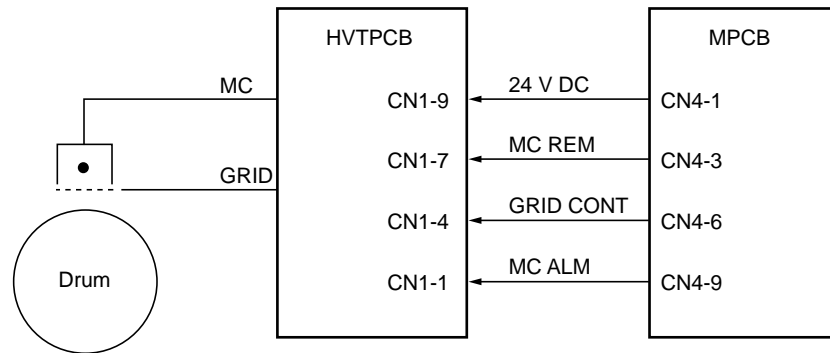 HVTPCB MPCB
MC CN1-9 24 V DC CN4-1
CN1-7 MC REM CN4-3
GRID CN1-4 GRID CONT CN4-6
Drum CN1-1 MC ALM CN4-9